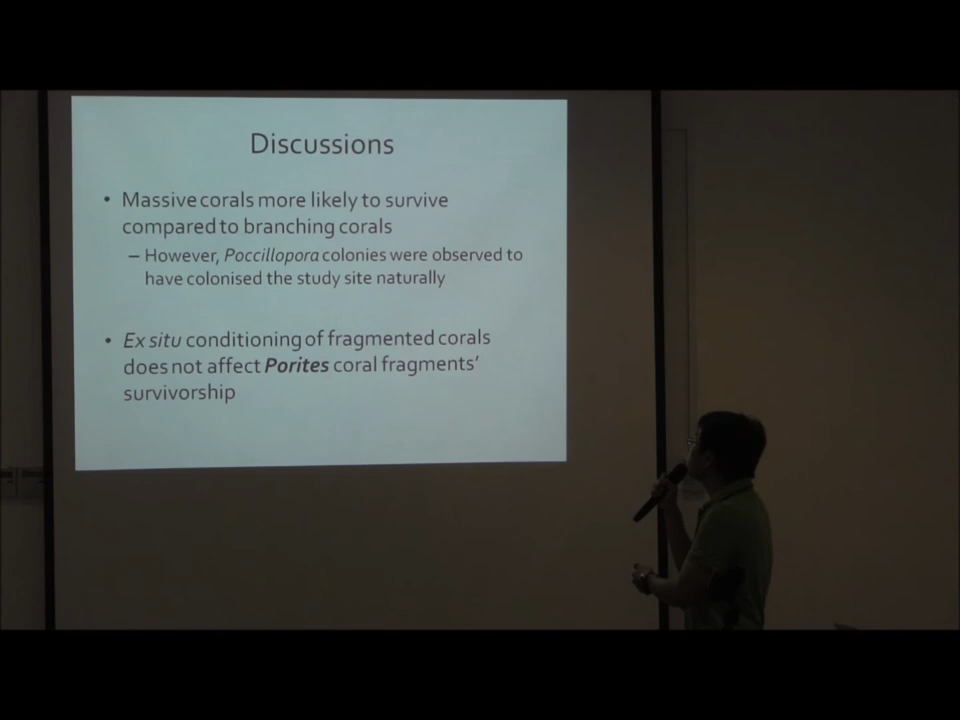 Discussions
• Massive corals more likely to survive
compared to branching corals
– However, Poccillopora colonies were observed to
have colonised the study site naturally
• Ex situ conditioning of fragmented corals
does not affect Porites coral fragments'
survivorship